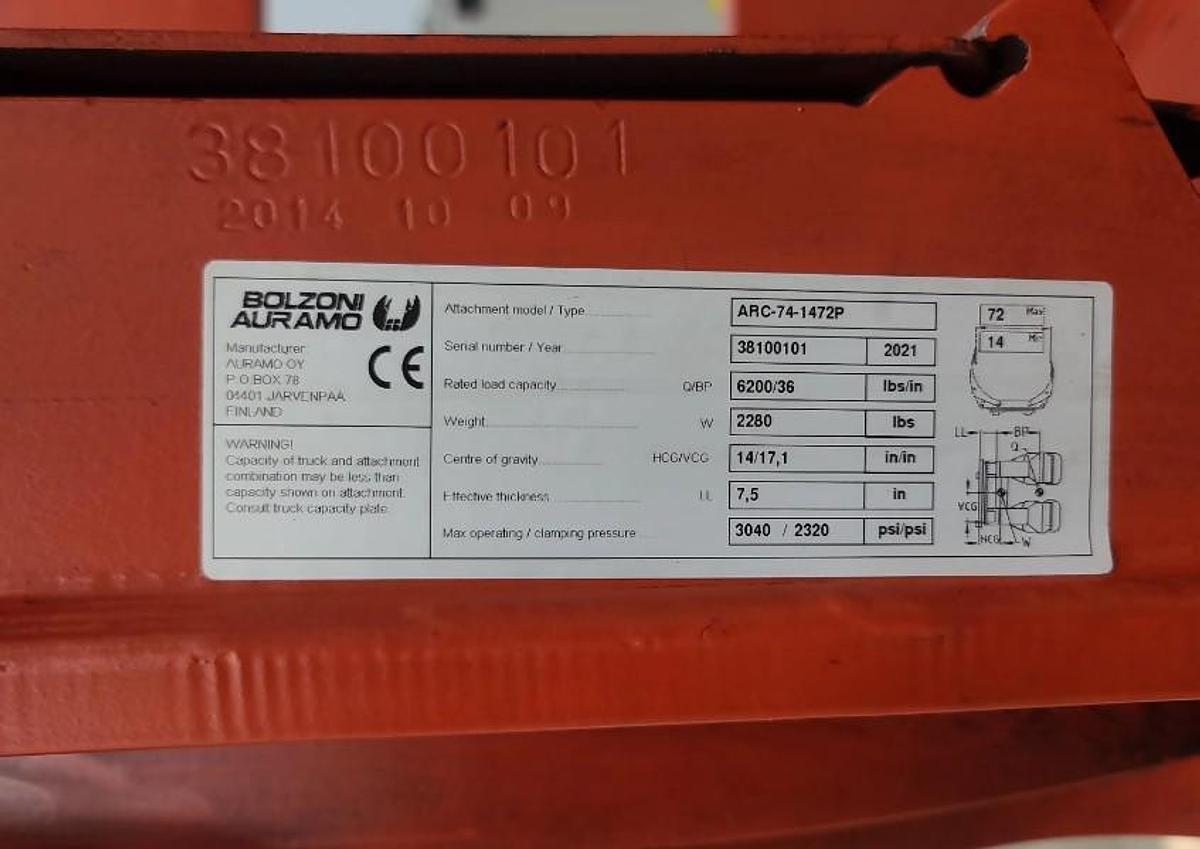 38100101
2014 10 09
BOLZONI
AURAMO
CE
Manufacturer
AURAMO OY
P.O.BOX 78
04401 JARVENPAA
FINLAND
WARNING!
Capacity of truck and attachment
combination may be less than
capacity shown on attachment.
Consult truck capacity plate.
Attachment model / Type ARC-74-1472P
Serial number / Year 38100101 2021
Rated load capacity Q/BP 6200/36 lbs/in
Weight W 2280 lbs
Centre of gravity HCG/VCG 14/17,1 in/in
Effective thickness LL 7,5 in
Max operating / clamping pressure 3040 / 2320 psi/psi
72 Max
14 Min
LL BP
Q
VCG
HCG W